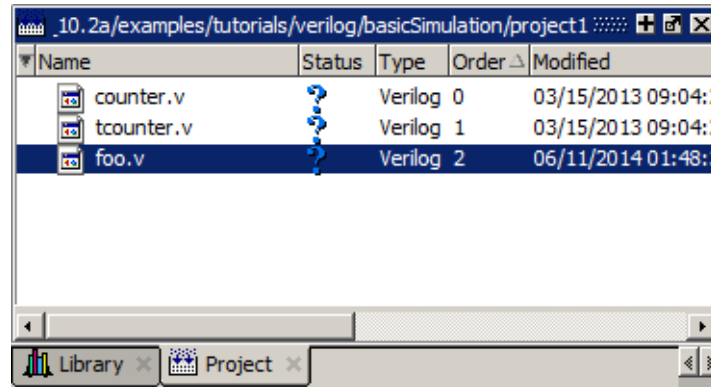 _10.2a/examples/tutorials/verilog/basicSimulation/project1
Name Status Type Order Modified
counter.v Verilog 0 03/15/2013 09:04:
tcounter.v Verilog 1 03/15/2013 09:04:
foo.v Verilog 2 06/11/2014 01:48:
Library Project